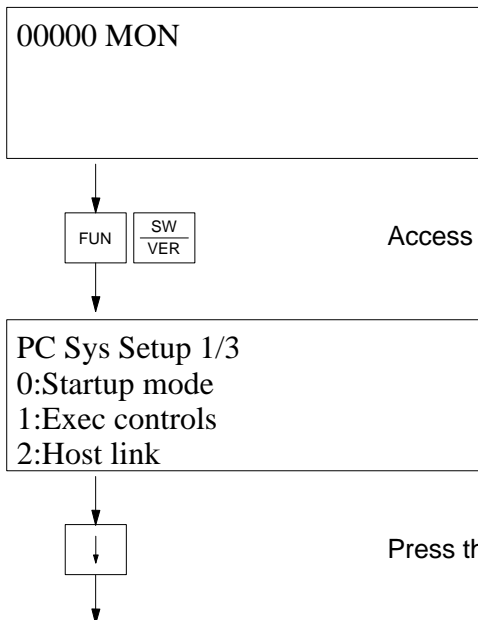 00000 MON
FUN
SW
VER
Access
PC Sys Setup 1/3
0:Startup mode
1:Exec controls
2:Host link
↓
Press